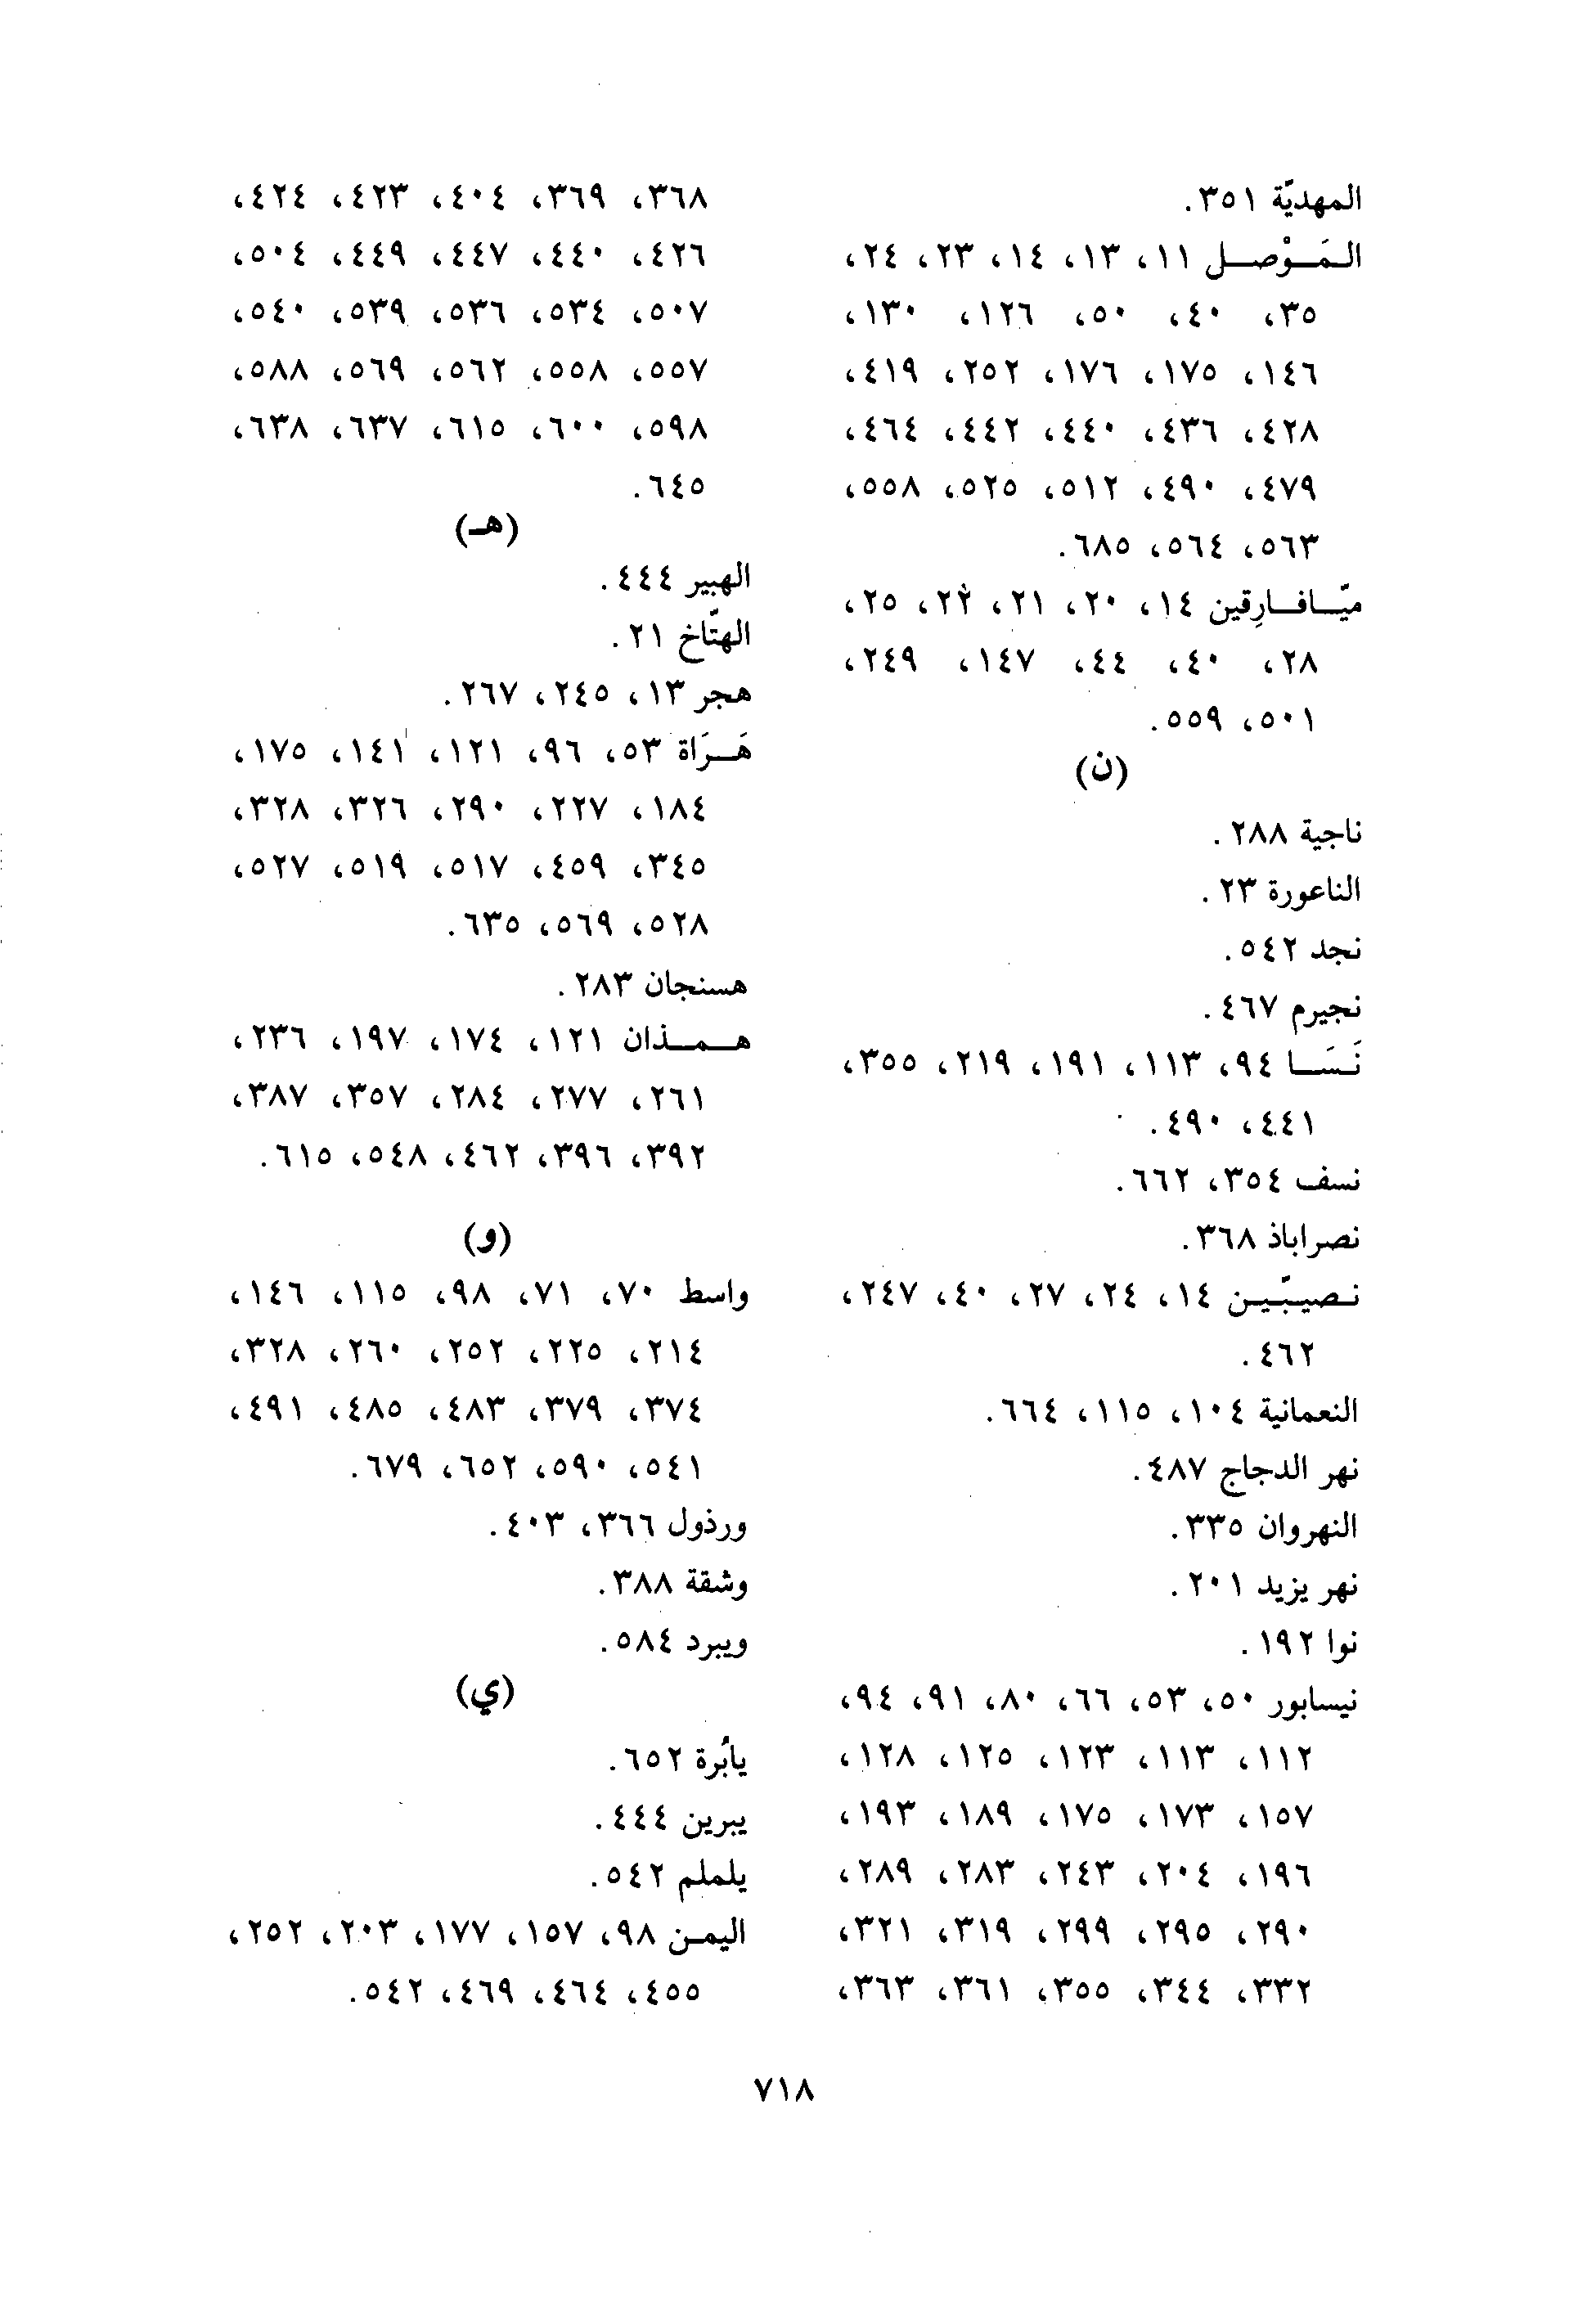 المهديّة ٣٥١.
المَوْصل ١١، ١٣، ١٤، ٢٣، ٢٤،
٣٥، ٤٠، ٥٠، ١٢٦، ١٣٠،
١٤٦، ١٧٥، ١٧٦، ٢٥٢، ٤١٩،
٤٢٨، ٤٣٦، ٤٤٠، ٤٤٢، ٤٦٤،
٤٧٩، ٤٩٠، ٥١٢، ٥٢٥، ٥٥٨،
٥٦٣، ٥٦٤، ٦٨٥.
ميّافارِقين ١٤، ٢٠، ٢١، ٢٢، ٢٥،
٢٨، ٤٠، ٤٤، ١٤٧، ٢٤٩،
٥٠١، ٥٥٩.
(ن)
ناجية ٢٨٨.
الناعورة ٢٣.
نجد ٥٤٢.
نجيرم ٤٦٧.
نَسَا ٩٤، ١١٣، ١٩١، ٢١٩، ٣٥٥،
٤٤١، ٤٩٠.
نسف ٣٥٤، ٦٦٢.
نصراباذ ٣٦٨.
نصيبّين ١٤، ٢٤، ٢٧، ٤٠، ٢٤٧،
٤٦٢.
النعمانية ١٠٤، ١١٥، ٦٦٤.
نهر الدجاج ٤٨٧.
النهروان ٣٣٥.
نهر يزيد ٢٠١.
نوا ١٩٢.
نيسابور ٥٠، ٥٣، ٦٦، ٨٠، ٩١، ٩٤،
١١٢، ١١٣، ١٢٣، ١٢٥، ١٢٨،
١٥٧، ١٧٣، ١٧٥، ١٨٩، ١٩٣،
١٩٦، ٢٠٤، ٢٤٣، ٢٨٣، ٢٨٩،
٢٩٠، ٢٩٥، ٢٩٩، ٣١٩، ٣٢١،
٣٣٢، ٣٤٤، ٣٥٥، ٣٦١، ٣٦٣،
٣٦٨، ٣٦٩، ٤٠٤، ٤٢٣، ٤٢٤،
٤٢٦، ٤٤٠، ٤٤٧، ٤٤٩، ٥٠٤،
٥٠٧، ٥٣٤، ٥٣٦، ٥٣٩، ٥٤٠،
٥٥٧، ٥٥٨، ٥٦٢، ٥٦٩، ٥٨٨،
٥٩٨، ٦٠٠، ٦١٥، ٦٣٧، ٦٣٨،
٦٤٥.
(هـ)
الهبير ٤٤٤.
الهتّاخ ٢١.
هجر ١٣، ٢٤٥، ٢٦٧.
هَرَاة ٥٣، ٩٦، ١٢١، ١٤١، ١٧٥،
١٨٤، ٢٢٧، ٢٩٠، ٣٢٦، ٣٢٨،
٣٤٥، ٤٥٩، ٥١٧، ٥١٩، ٥٢٧،
٥٢٨، ٥٦٩، ٦٣٥.
هسنجان ٢٨٣.
همذان ١٢١، ١٧٤، ١٩٧، ٢٣٦،
٢٦١، ٢٧٧، ٢٨٤، ٣٥٧، ٣٨٧،
٣٩٢، ٣٩٦، ٤٦٢، ٥٤٨، ٦١٥.
(و)
واسط ٧٠، ٧١، ٩٨، ١١٥، ١٤٦،
٢١٤، ٢٢٥، ٢٥٢، ٢٦٠، ٣٢٨،
٣٧٤، ٣٧٩، ٤٨٣، ٤٨٥، ٤٩١،
٥٤١، ٥٩٠، ٦٥٢، ٦٧٩.
ورذول ٣٦٦، ٤٠٣.
وشقة ٣٨٨.
ويبرد ٥٨٤.
(ي)
يابُرة ٦٥٢.
يبرين ٤٤٤.
يلملم ٥٤٢.
اليمن ٩٨، ١٥٧، ١٧٧، ٢٠٣، ٢٥٢،
٤٥٥، ٤٦٤، ٤٦٩، ٥٤٢.
٧١٨